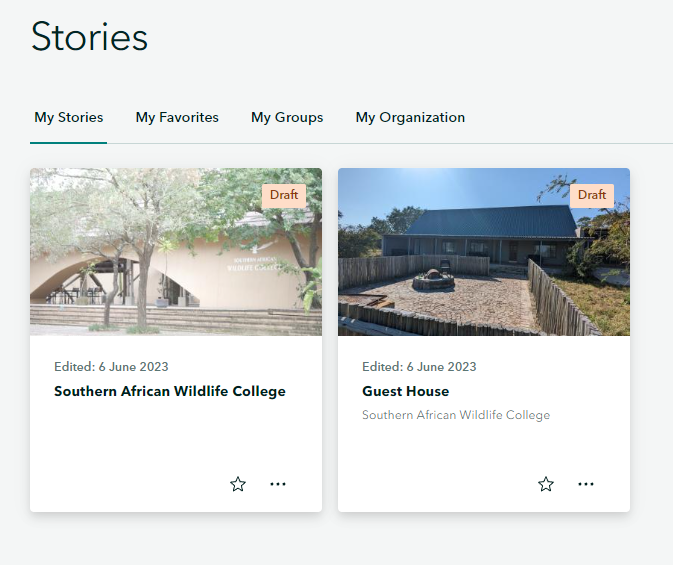 Stories
My Stories My Favorites My Groups My Organization
Draft
SOUTHERN AFRICAN
WILDLIFE COLLEGE
Edited: 6 June 2023
Southern African Wildlife College
Draft
Edited: 6 June 2023
Guest House
Southern African Wildlife College